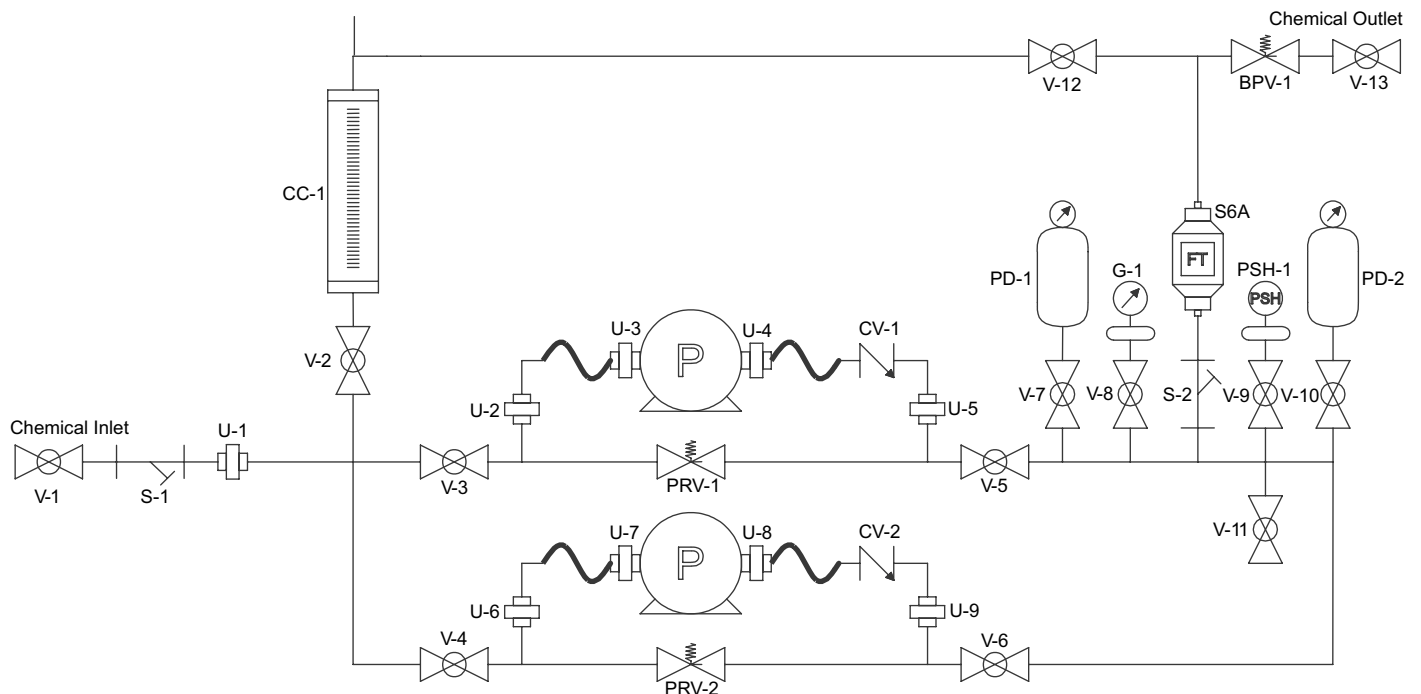 Chemical Outlet
V-12
BPV-1
V-13
CC-1
S6A
FT
PD-1
G-1
PSH-1
PSH
PD-2
V-2
U-3
P
U-4
CV-1
U-2
U-5
V-7
V-8
S-2
V-9
V-10
Chemical Inlet
U-1
V-1
S-1
V-3
PRV-1
V-5
V-11
U-7
P
U-8
CV-2
U-6
U-9
V-4
PRV-2
V-6